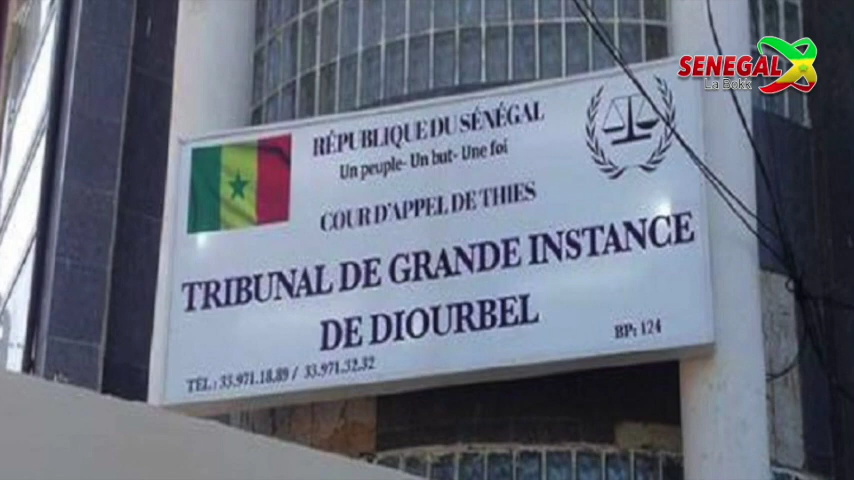 SENEGAL
La Bokk
RÉPUBLIQUE DU SÉNÉGAL
Un peuple- Un but- Une foi
COUR D'APPEL DE THIES
TRIBUNAL DE GRANDE INSTANCE
DE DIOURBEL
BP: 124
TÉL : 33.971.18.89 / 33.971.32.32